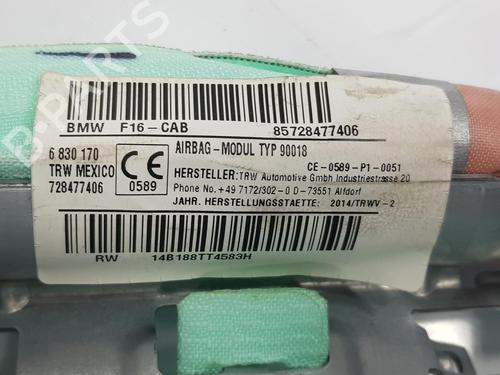 BMW F16-CAB 85728477406
6 830 170
TRW MEXICO
728477406
CE
0589
AIRBAG-MODUL TYP 90018
CE-0589-P1-0051
HERSTELLER: TRW Automotive Gmbh Industriestrasse 20
Phone No.+49 7172/302-0 D-73551 Alfdorf
JAHR. HERSTELLUNGSSTAETTE: 2014/TRWV-2
RW 14B188TT4583H
B-PARTS